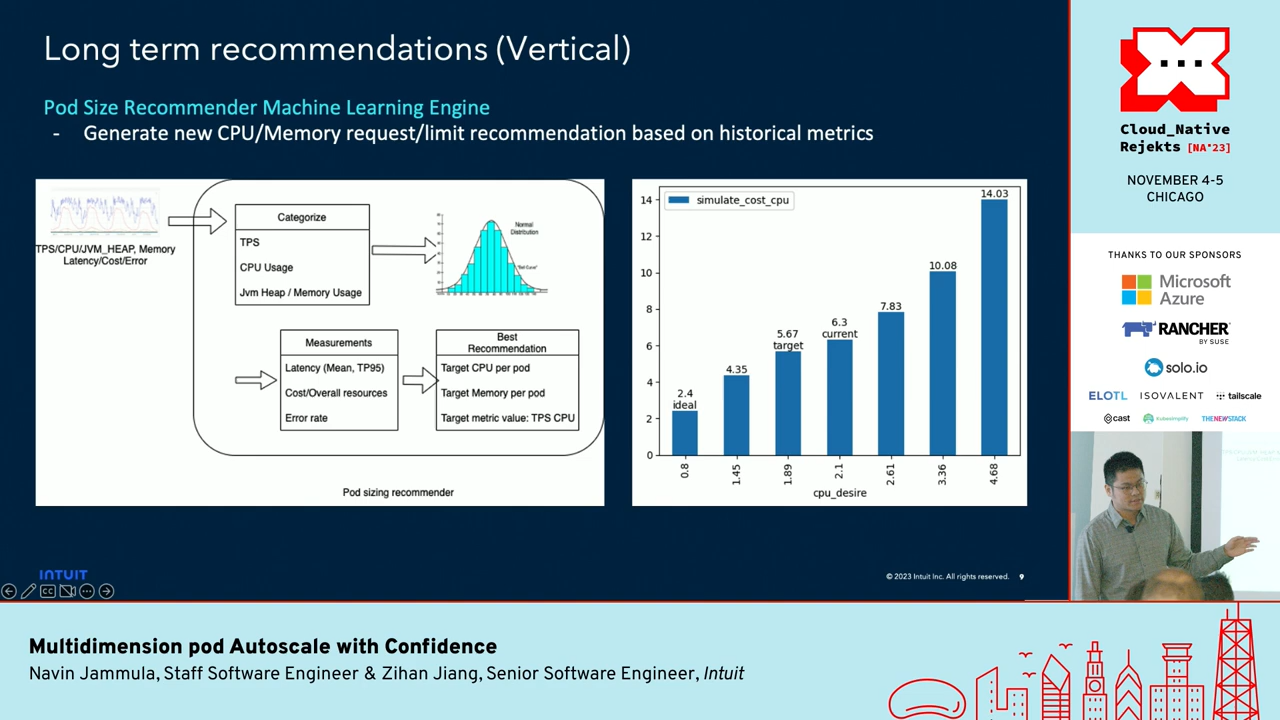 Long term recommendations (Vertical)
Pod Size Recommender Machine Learning Engine
- Generate new CPU/Memory request/limit recommendation based on historical metrics
TPS/CPU/JVM_HEAP, Memory
Latency/Cost/Error
Categorize
TPS
CPU Usage
Jvm Heap / Memory Usage
Normal
Distribution
"Bell Curve"
Measurements
Latency (Mean, TP95)
Cost/Overall resources
Error rate
Best
Recommendation
Target CPU per pod
Target Memory per pod
Target metric value: TPS CPU
Pod sizing recommender
simulate_cost_cpu
14
12
10
8
6
4
2
0
2.4
ideal
4.35
5.67
target
6.3
current
7.83
10.08
14.03
0.8
1.45
1.89
2.1
2.61
3.36
4.68
cpu_desire
INTUIT
CC
© 2023 Intuit Inc. All rights reserved. 9
Cloud_Native
Rejekts [NA'23]
NOVEMBER 4-5
CHICAGO
THANKS TO OUR SPONSORS
Microsoft
Azure
RANCHER
BY SUSE
solo.io
ELOTL ISOVALENT tailscale
cast Kubesimplify THENEWSTACK
Multidimension pod Autoscale with Confidence
Navin Jammula, Staff Software Engineer & Zihan Jiang, Senior Software Engineer, Intuit